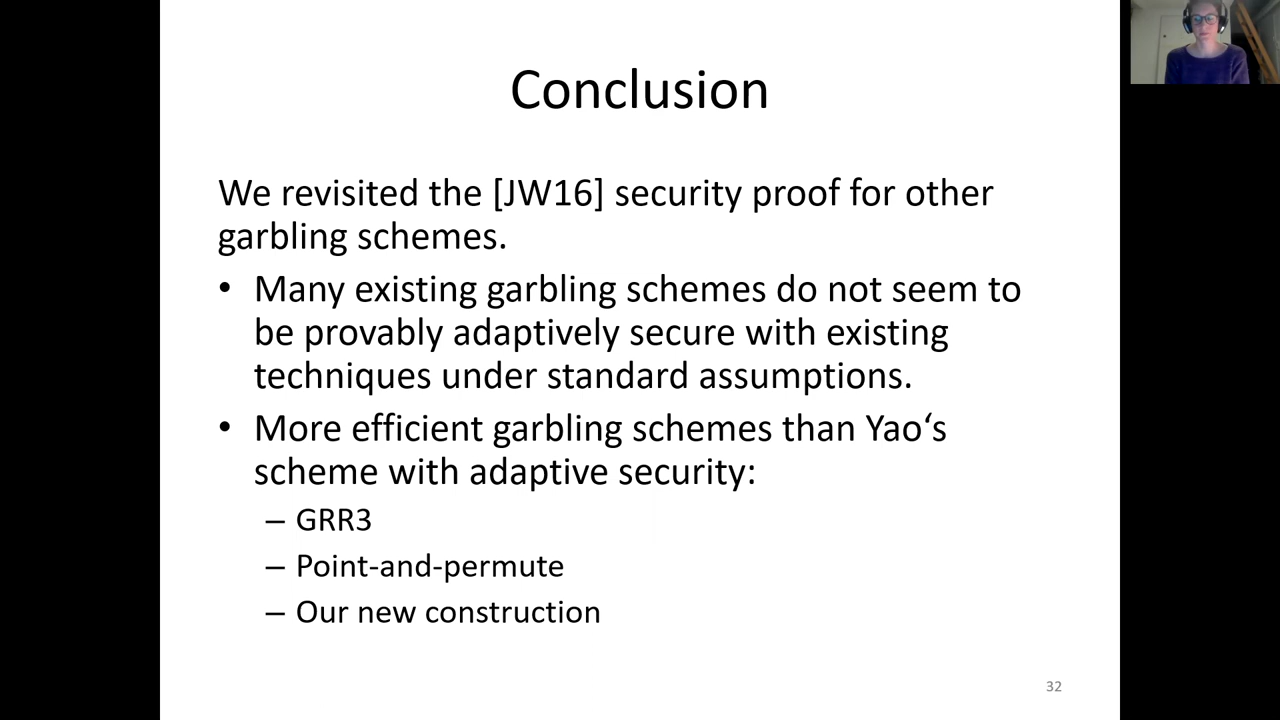 Conclusion
We revisited the [JW16] security proof for other
garbling schemes.
• Many existing garbling schemes do not seem to
be provably adaptively secure with existing
techniques under standard assumptions.
• More efficient garbling schemes than Yao‘s
scheme with adaptive security:
– GRR3
– Point-and-permute
– Our new construction
32